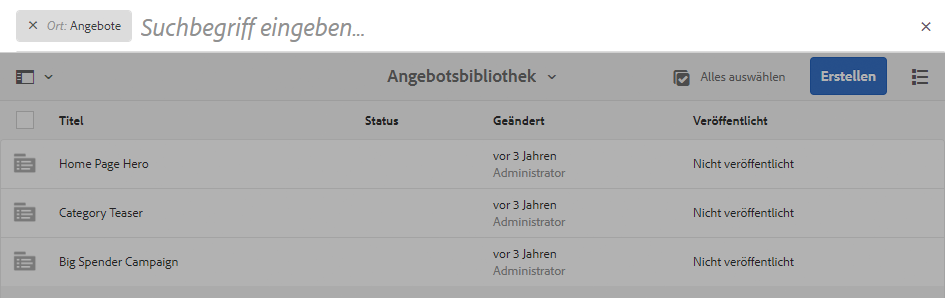 × Ort: Angebote Suchbegriff eingeben... ×
Angebotsbibliothek Alles auswählen Erstellen
Titel Status Geändert Veröffentlicht
Home Page Hero vor 3 Jahren Nicht veröffentlicht
Administrator
Category Teaser vor 3 Jahren Nicht veröffentlicht
Administrator
Big Spender Campaign vor 3 Jahren Nicht veröffentlicht
Administrator